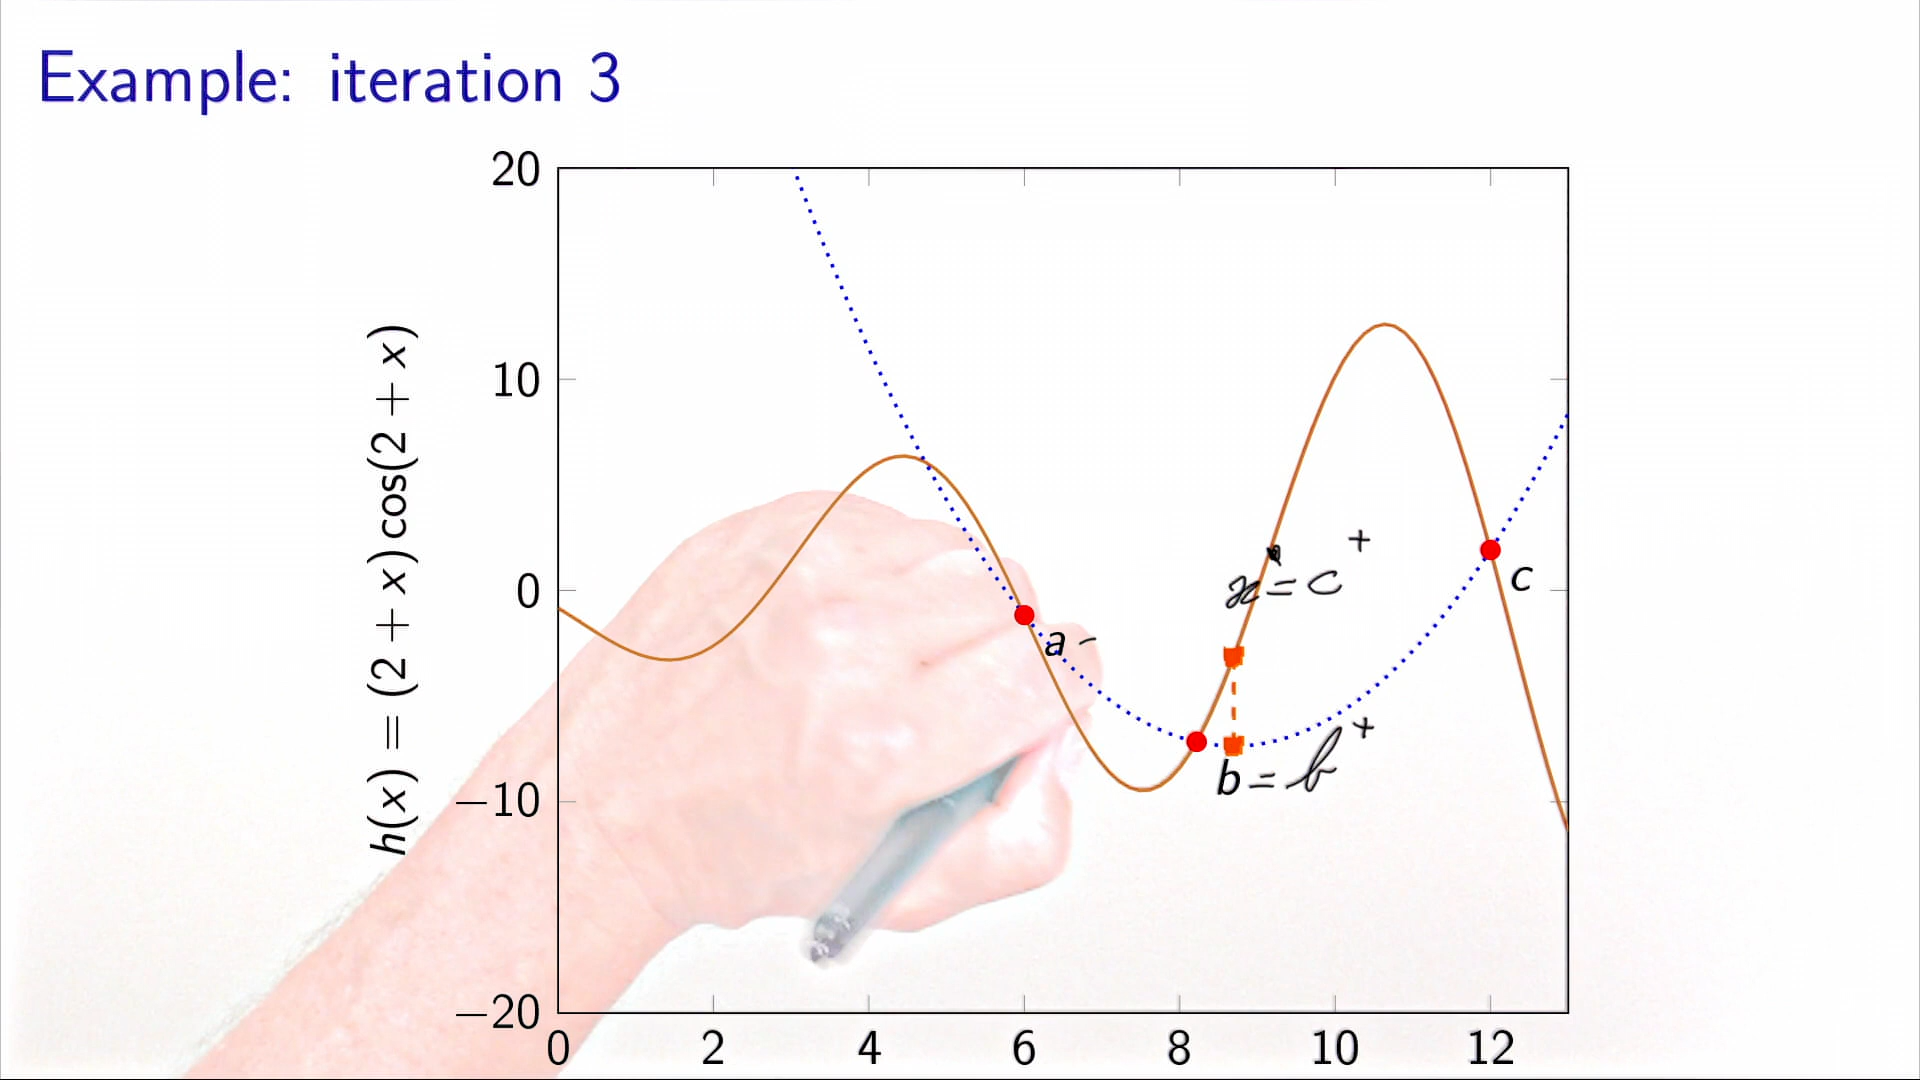 Example: iteration 3
h(x) = (2 + x) cos(2 + x)
20
10
0
−10
−20
a -
x = c +
c
b = b +
0 2 4 6 8 10 12